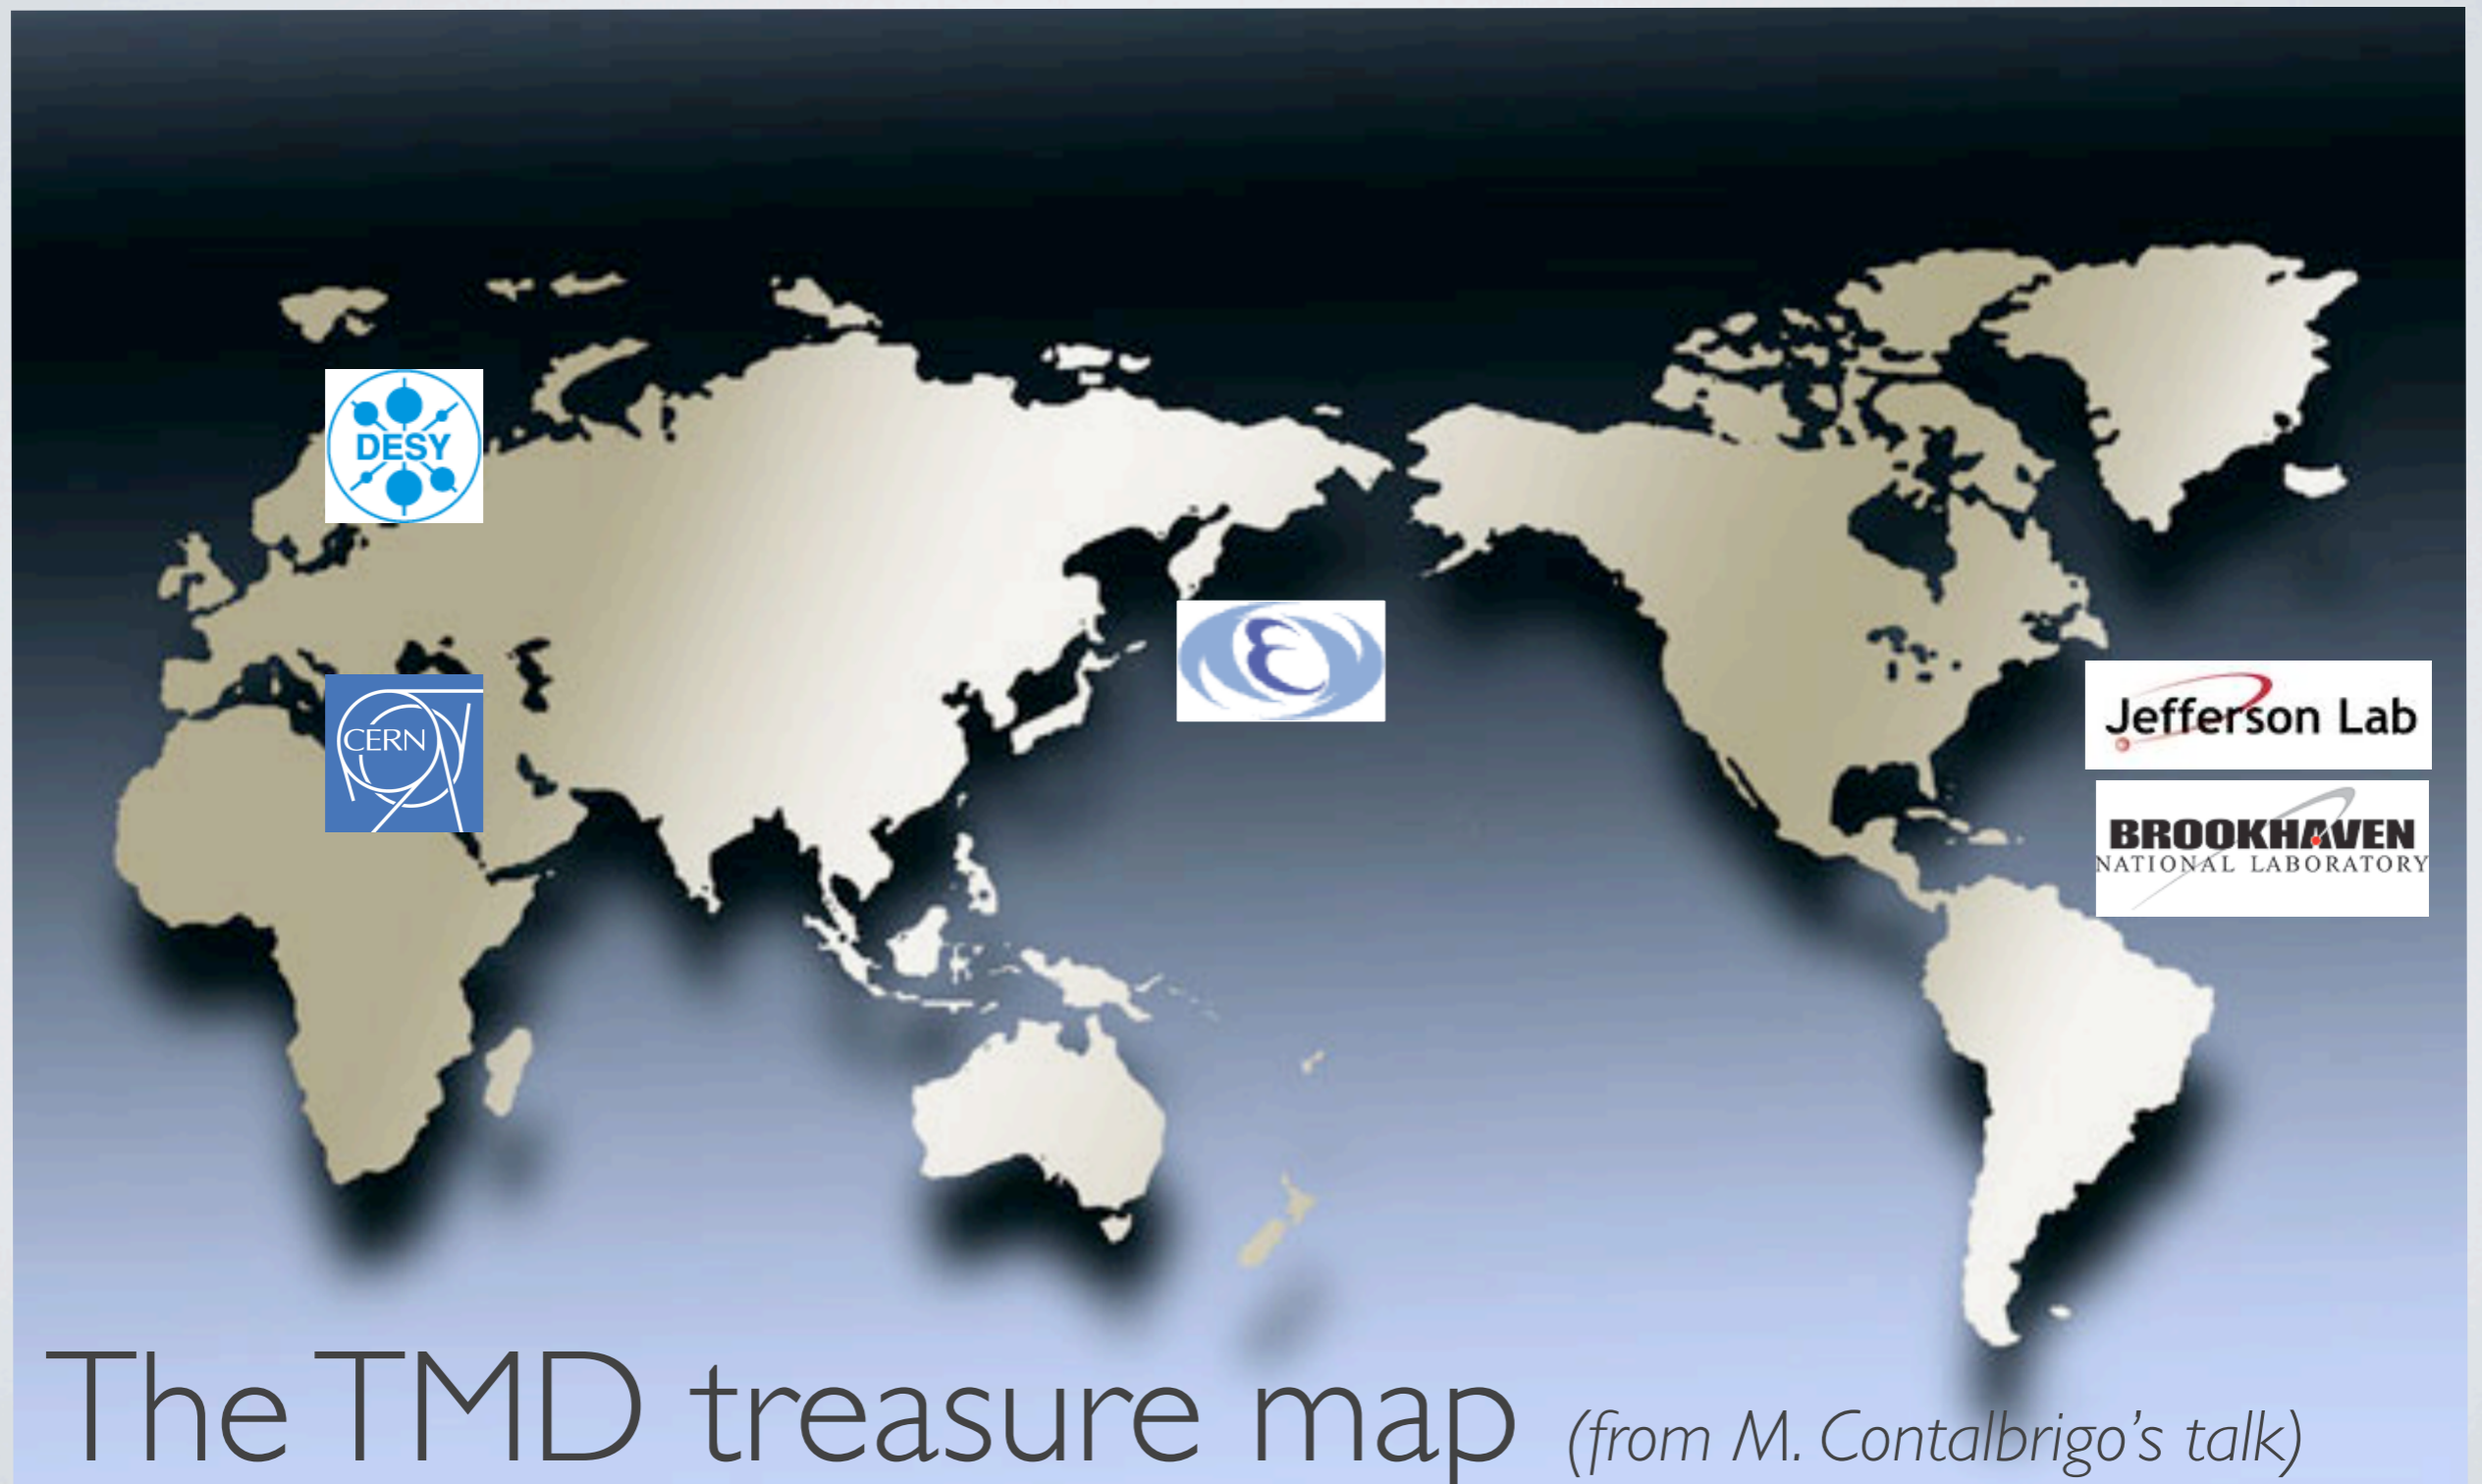 DESY
CERN
Jefferson Lab
BROOKHAVEN
NATIONAL LABORATORY
The TMD treasure map (from M. Contalbrigo's talk)